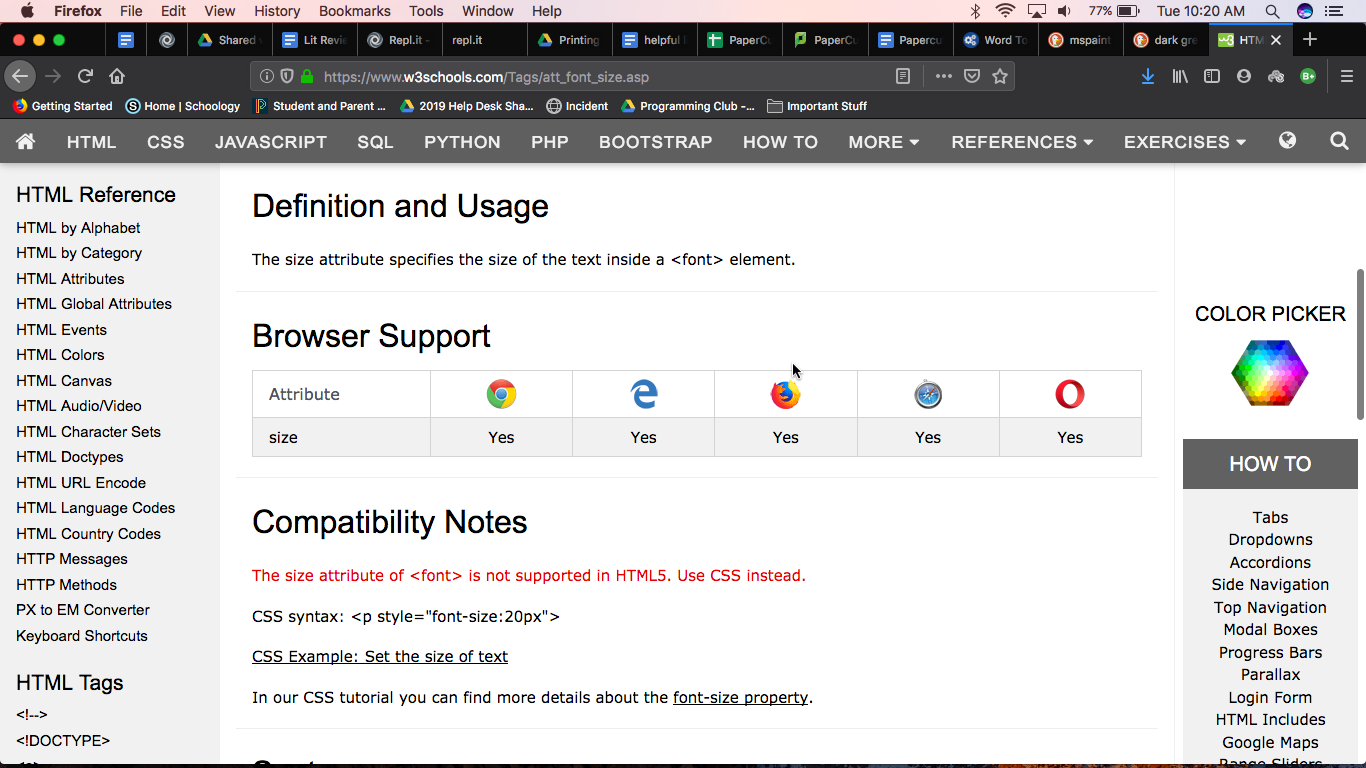 Firefox File Edit View History Bookmarks Tools Window Help 77% Tue 10:20 AM
Shared Lit Revie Repl.it - repl.it Printing helpful PaperCu PaperCu Papercu Word To mspaint dark gre HTM
https://www.w3schools.com/Tags/att_font_size.asp
Getting Started Home | Schoology Student and Parent ... 2019 Help Desk Sha... Incident Programming Club -... Important Stuff
HTML CSS JAVASCRIPT SQL PYTHON PHP BOOTSTRAP HOW TO MORE REFERENCES EXERCISES
HTML Reference
HTML by Alphabet
HTML by Category
HTML Attributes
HTML Global Attributes
HTML Events
HTML Colors
HTML Canvas
HTML Audio/Video
HTML Character Sets
HTML Doctypes
HTML URL Encode
HTML Language Codes
HTML Country Codes
HTTP Messages
HTTP Methods
PX to EM Converter
Keyboard Shortcuts
HTML Tags
<!-->
<!DOCTYPE>
Definition and Usage
The size attribute specifies the size of the text inside a <font> element.
Browser Support
Attribute
size Yes Yes Yes Yes Yes
Compatibility Notes
The size attribute of <font> is not supported in HTML5. Use CSS instead.
CSS syntax: <p style="font-size:20px">
CSS Example: Set the size of text
In our CSS tutorial you can find more details about the font-size property.
COLOR PICKER
HOW TO
Tabs
Dropdowns
Accordions
Side Navigation
Top Navigation
Modal Boxes
Progress Bars
Parallax
Login Form
HTML Includes
Google Maps
Range Sliders